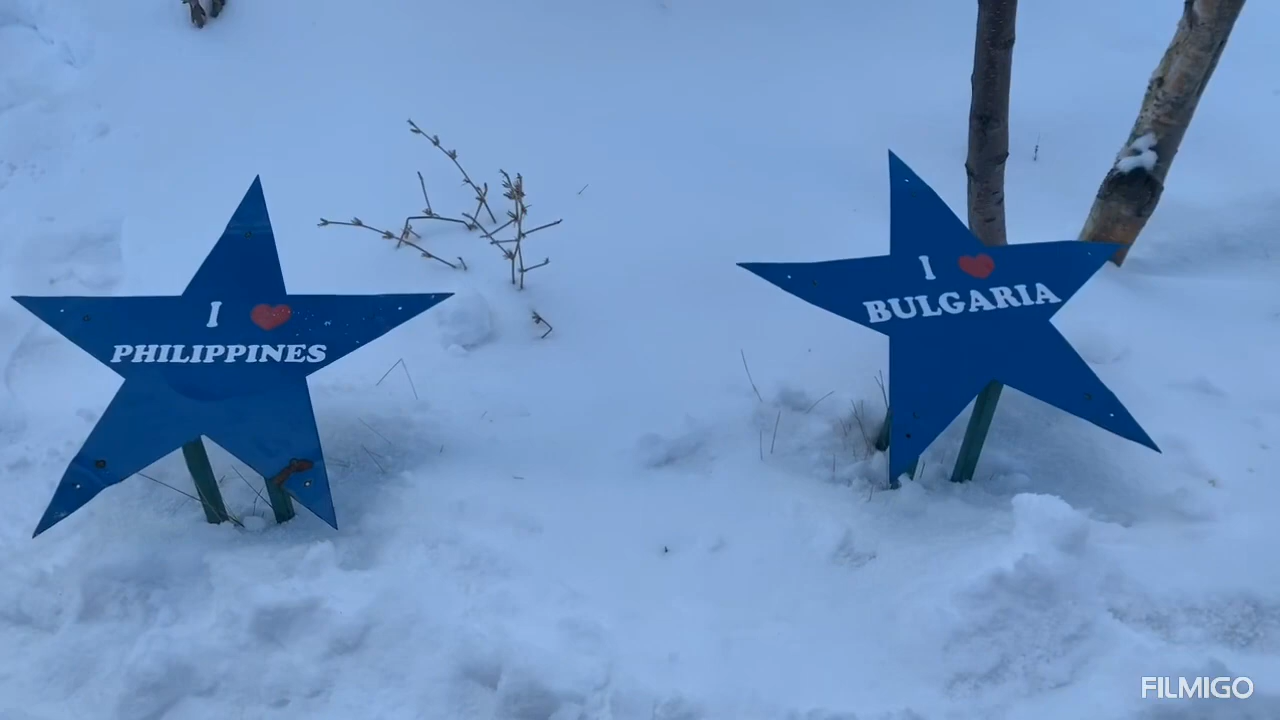 I ❤
PHILIPPINES
I ❤
BULGARIA
FILMIGO